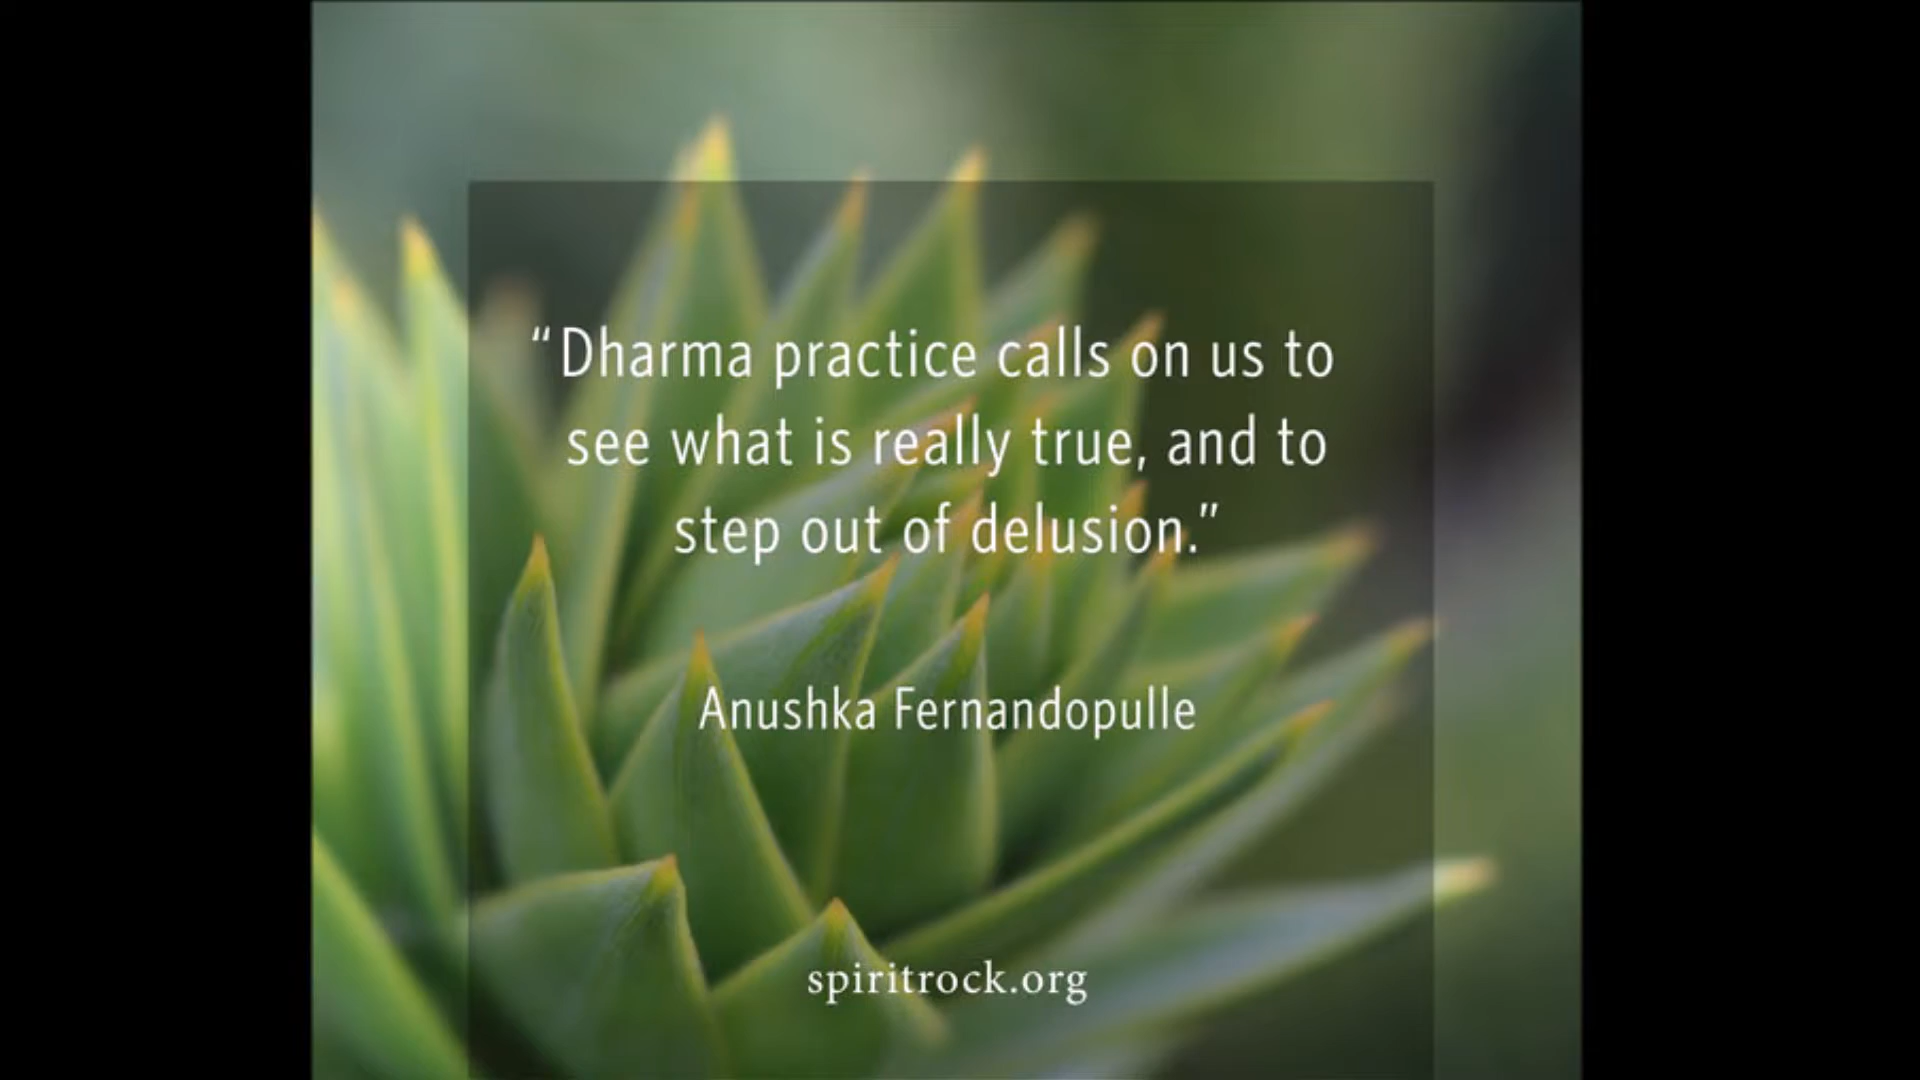 “Dharma practice calls on us to
see what is really true, and to
step out of delusion.”
Anushka Fernandopulle
spiritrock.org